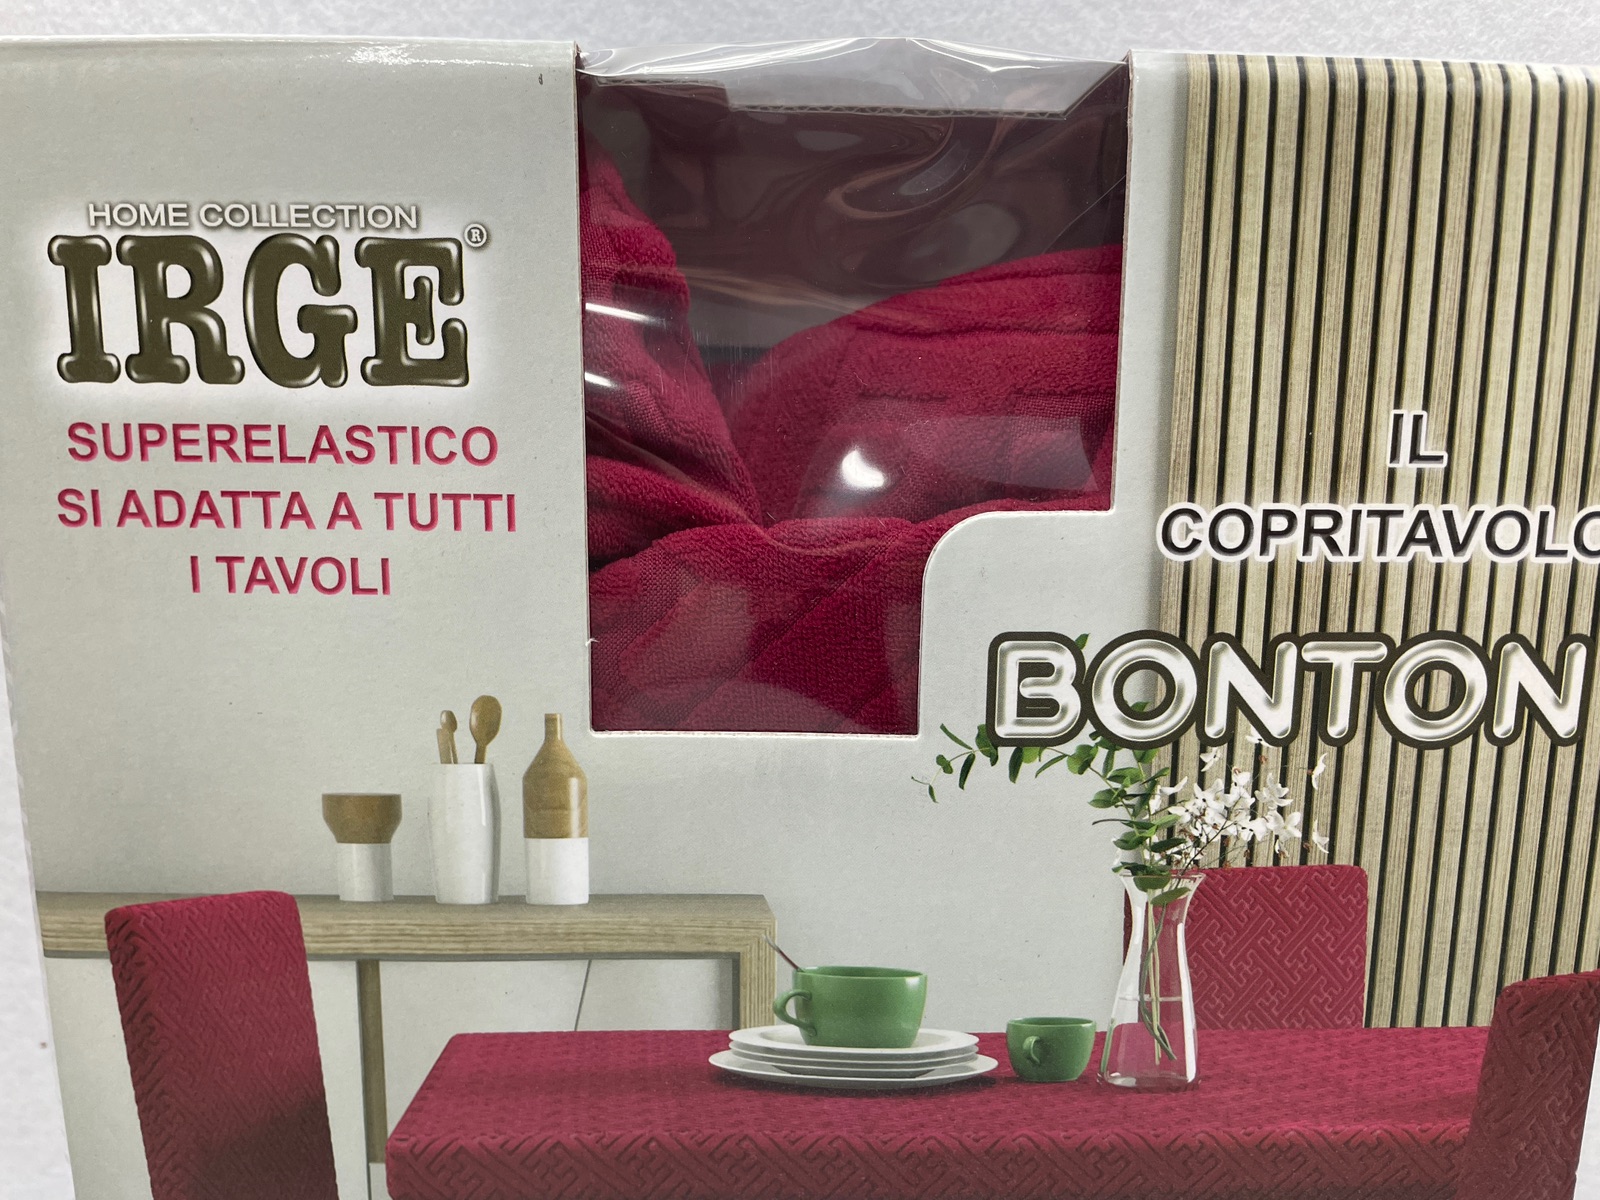 HOME COLLECTION
IRGE®
SUPERELASTICO
SI ADATTA A TUTTI
I TAVOLI
IL
COPRITAVOLO
BONTON